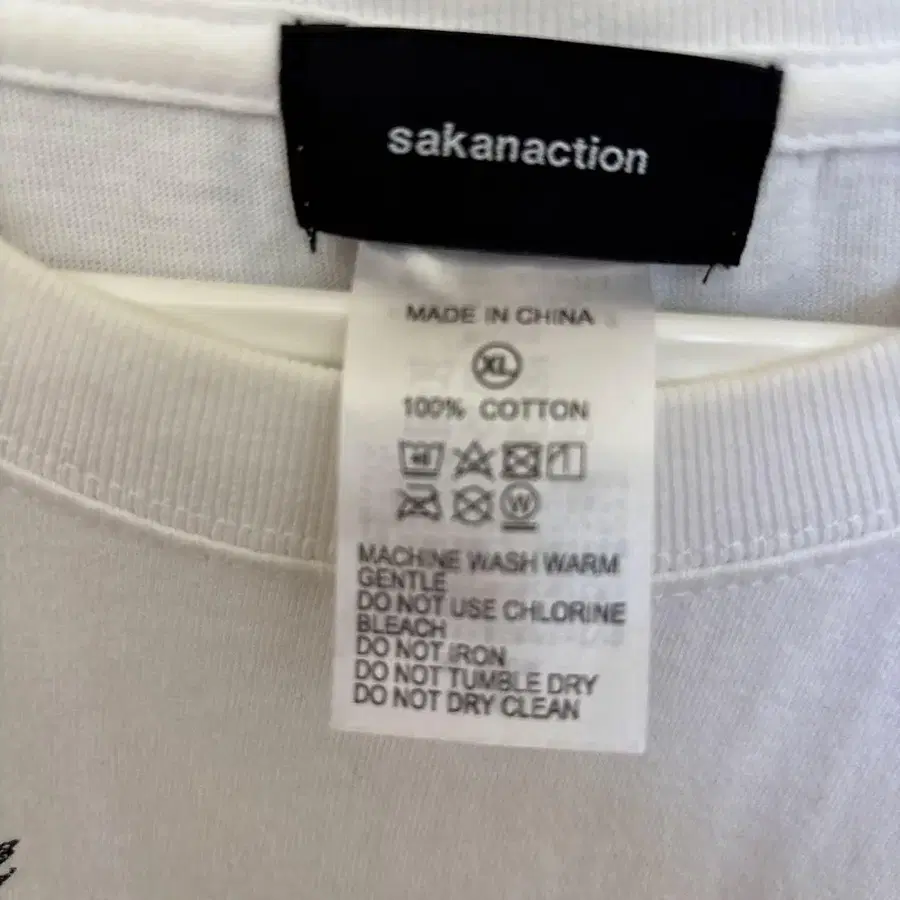 sakanaction
MADE IN CHINA
XL
100% COTTON
W
MACHINE WASH WARM
GENTLE
DO NOT USE CHLORINE
BLEACH
DO NOT IRON
DO NOT TUMBLE DRY
DO NOT DRY CLEAN